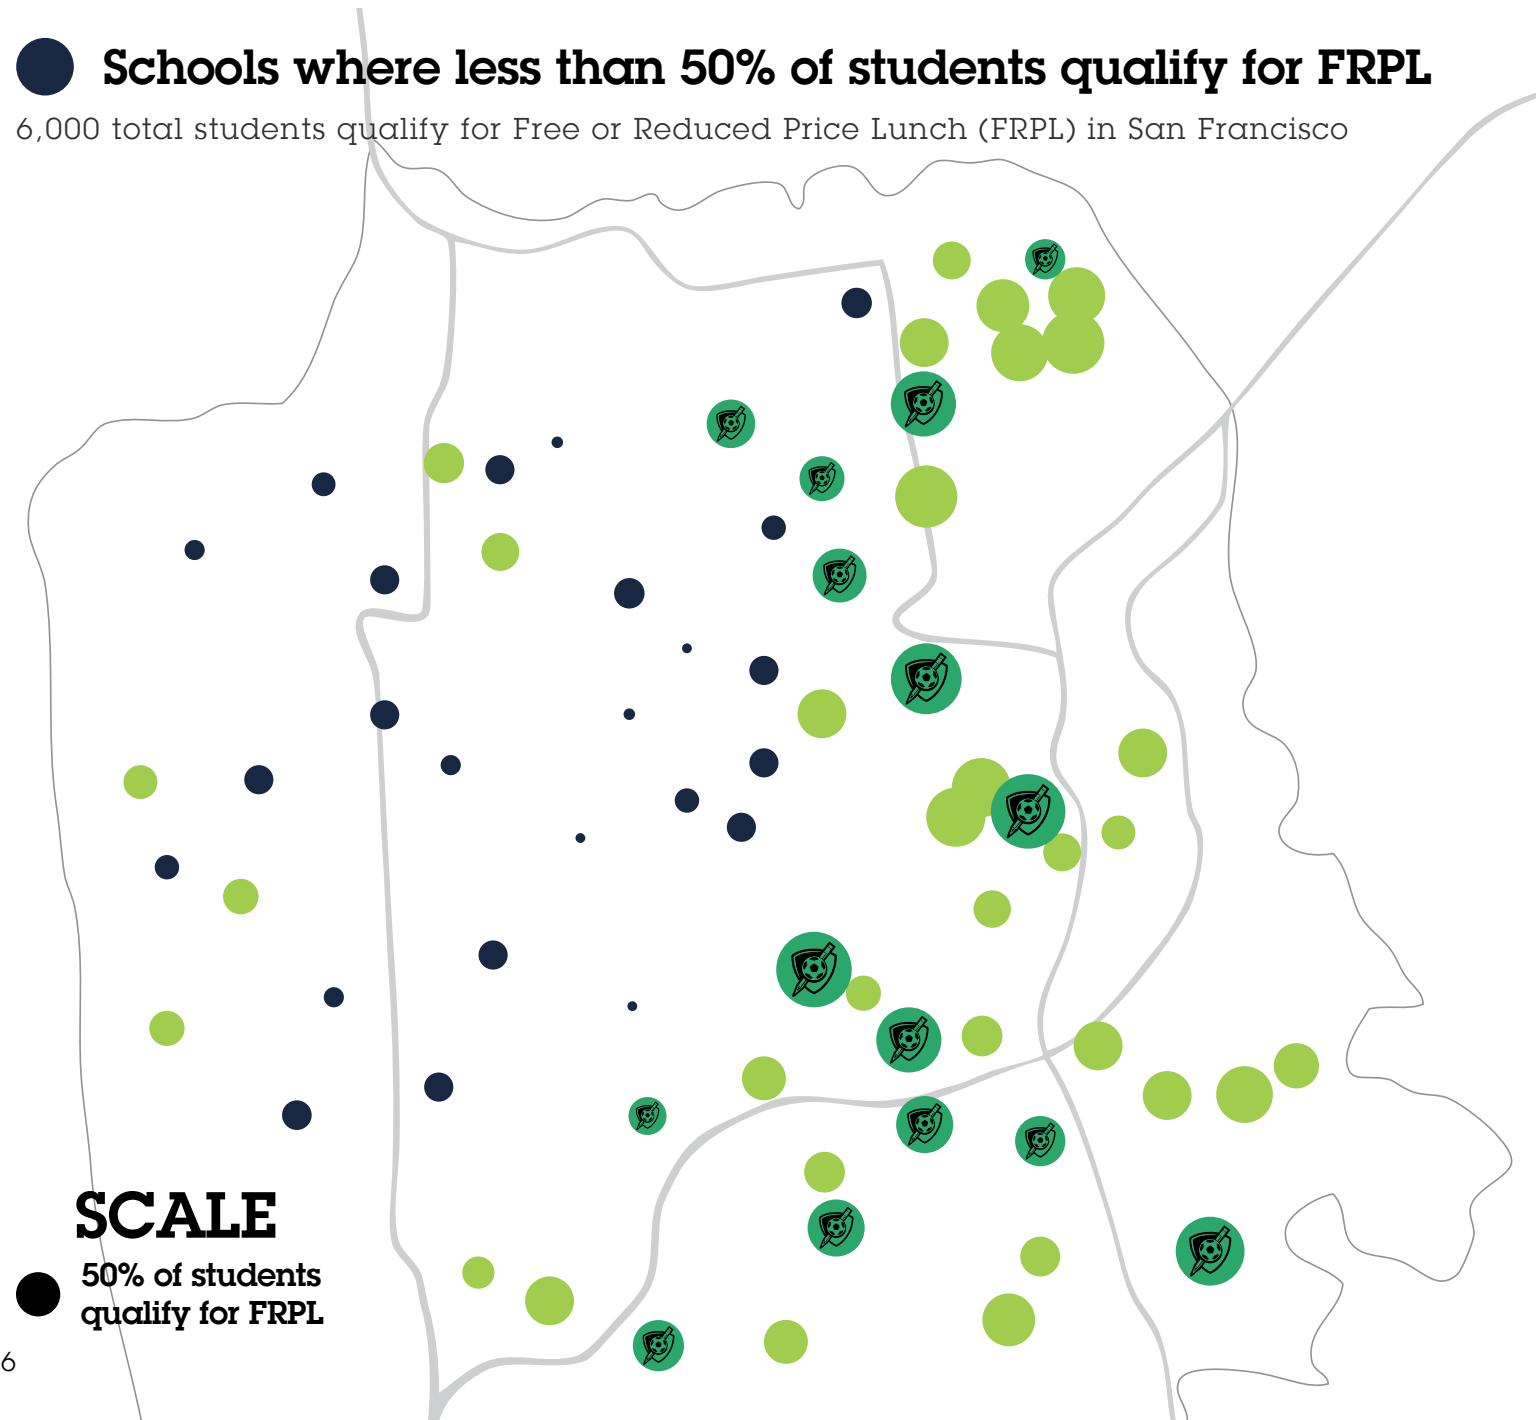 Schools where less than 50% of students qualify for FRPL
6,000 total students qualify for Free or Reduced Price Lunch (FRPL) in San Francisco
SCALE
50% of students
qualify for FRPL
6